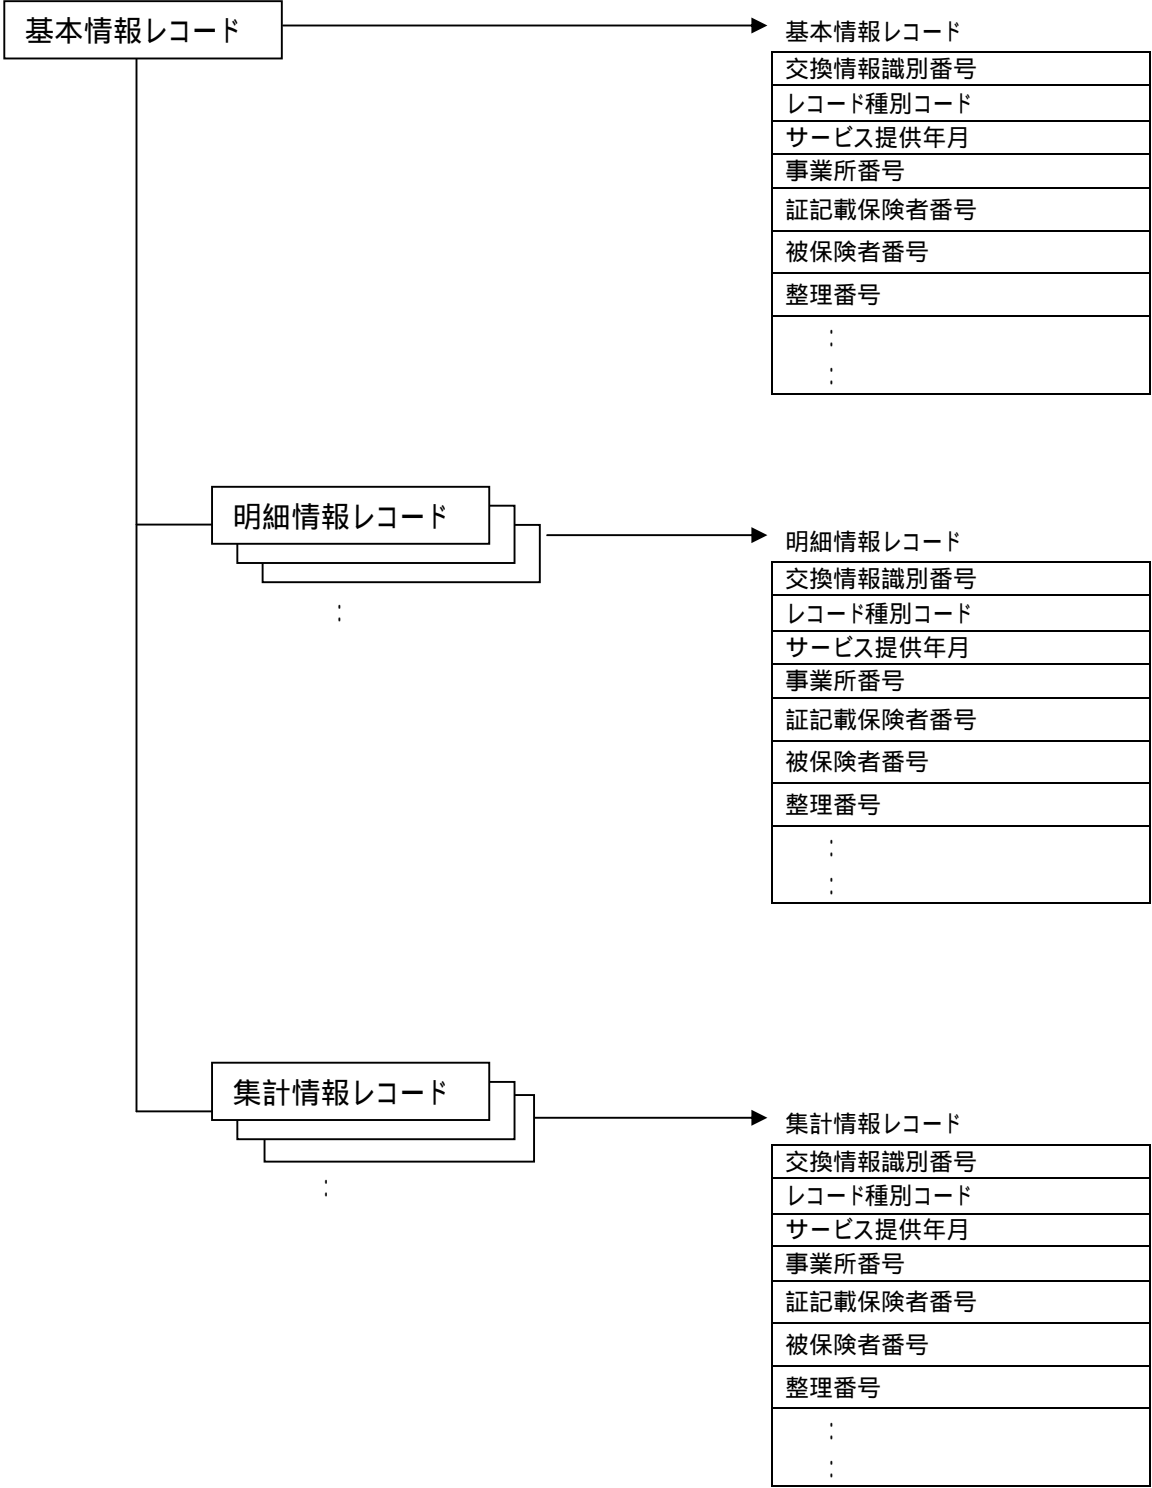 基本情報レコード
基本情報レコード
交換情報識別番号
レコード種別コード
サービス提供年月
事業所番号
証記載保険者番号
被保険者番号
整理番号
:
:
明細情報レコード
:
明細情報レコード
交換情報識別番号
レコード種別コード
サービス提供年月
事業所番号
証記載保険者番号
被保険者番号
整理番号
:
:
集計情報レコード
:
集計情報レコード
交換情報識別番号
レコード種別コード
サービス提供年月
事業所番号
証記載保険者番号
被保険者番号
整理番号
:
: